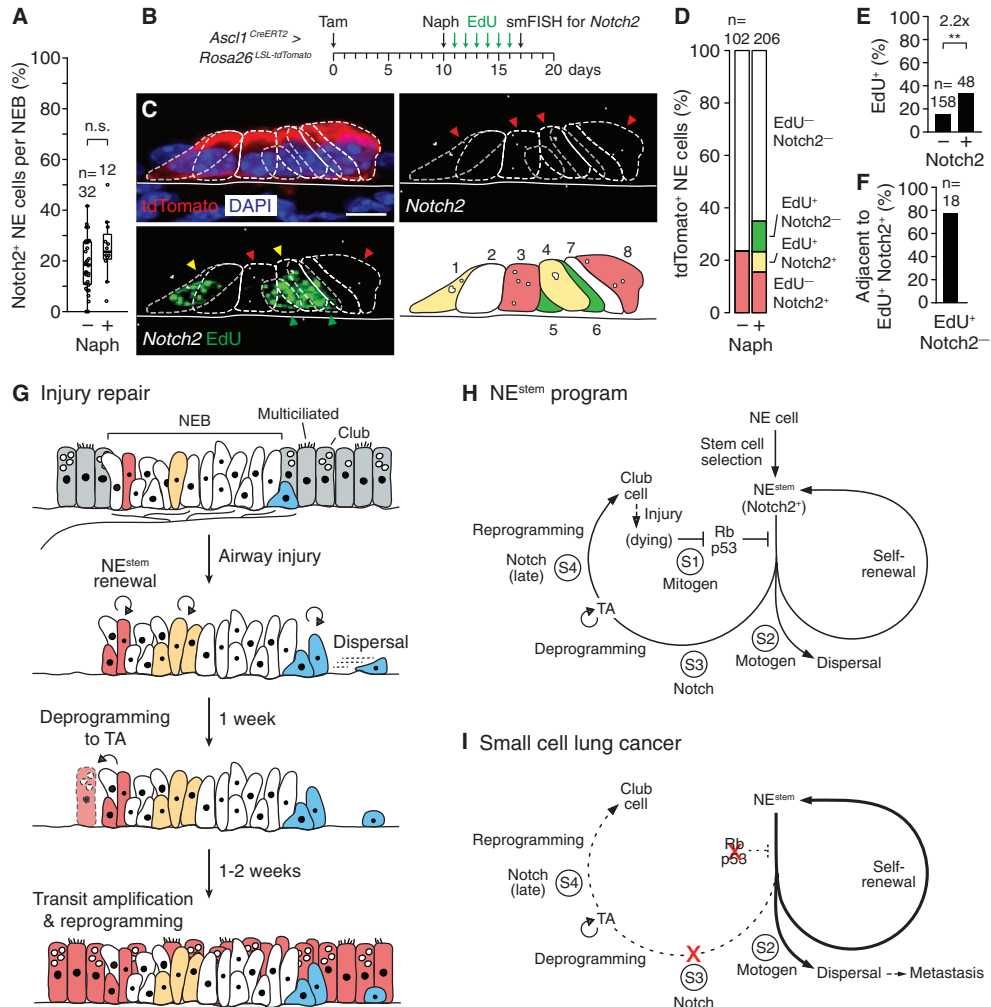 A
Notch2+ NE cells per NEB (%)
100
80
60
40
20
0
n.s.
n=
32
12
− +
Naph
B
Ascl1CreERT2 >
Rosa26LSL-tdTomato
Tam
Naph EdU smFISH for Notch2
0 5 10 15 20 days
C
tdTomato DAPI
Notch2
Notch2 EdU
1 2 3 4 7 8
5 6
D
tdTomato+ NE cells (%)
n=
102 206
100
80
60
40
20
0
− +
Naph
EdU—
Notch2—
EdU+
Notch2—
EdU+
Notch2+
EdU—
Notch2+
E
2.2x
**
EdU+ (%)
100
80
60
40
20
0
n=
158
48
− +
Notch2
F
Adjacent to
EdU+ Notch2+ (%)
n=
18
100
80
60
40
20
0
EdU+
Notch2—
G Injury repair
NEB
Multiciliated
Club
Airway injury
NEstem
renewal
Dispersal
1 week
Deprogramming
to TA
1-2 weeks
Transit amplification
& reprogramming
H NEstem program
NE cell
Stem cell
selection
NEstem
(Notch2+)
Club
cell
Injury
(dying)
Rb
p53
S1
Mitogen
Reprogramming
Notch
(late)
S4
TA
Deprogramming
S3
Notch
S2
Motogen
Dispersal
Self-
renewal
I Small cell lung cancer
Club
cell
NEstem
Rb
p53
X
Reprogramming
Notch
(late)
S4
TA
Deprogramming
X
S3
Notch
S2
Motogen
Dispersal
Metastasis
Self-
renewal